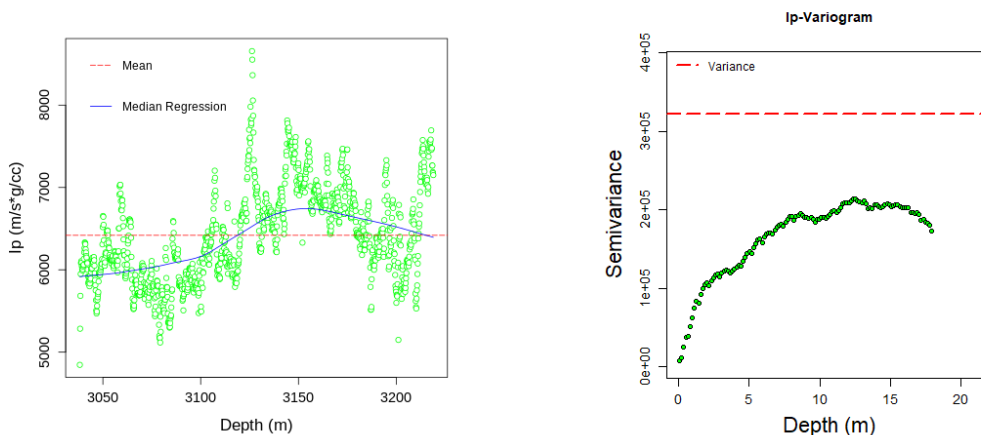 Mean
Median Regression
Ip (m/s*g/cc)
8000
7000
6000
5000
3050
3100
3150
3200
Depth (m)
Ip-Variogram
Variance
Semivariance
4e+05
3e+05
2e+05
1e+05
0e+00
0
5
10
15
20
Depth (m)